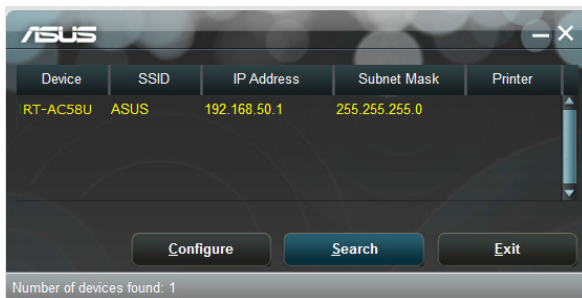 ASUS
Device SSID IP Address Subnet Mask Printer
RT-AC58U ASUS 192.168.50.1 255.255.255.0
Configure Search Exit
Number of devices found: 1